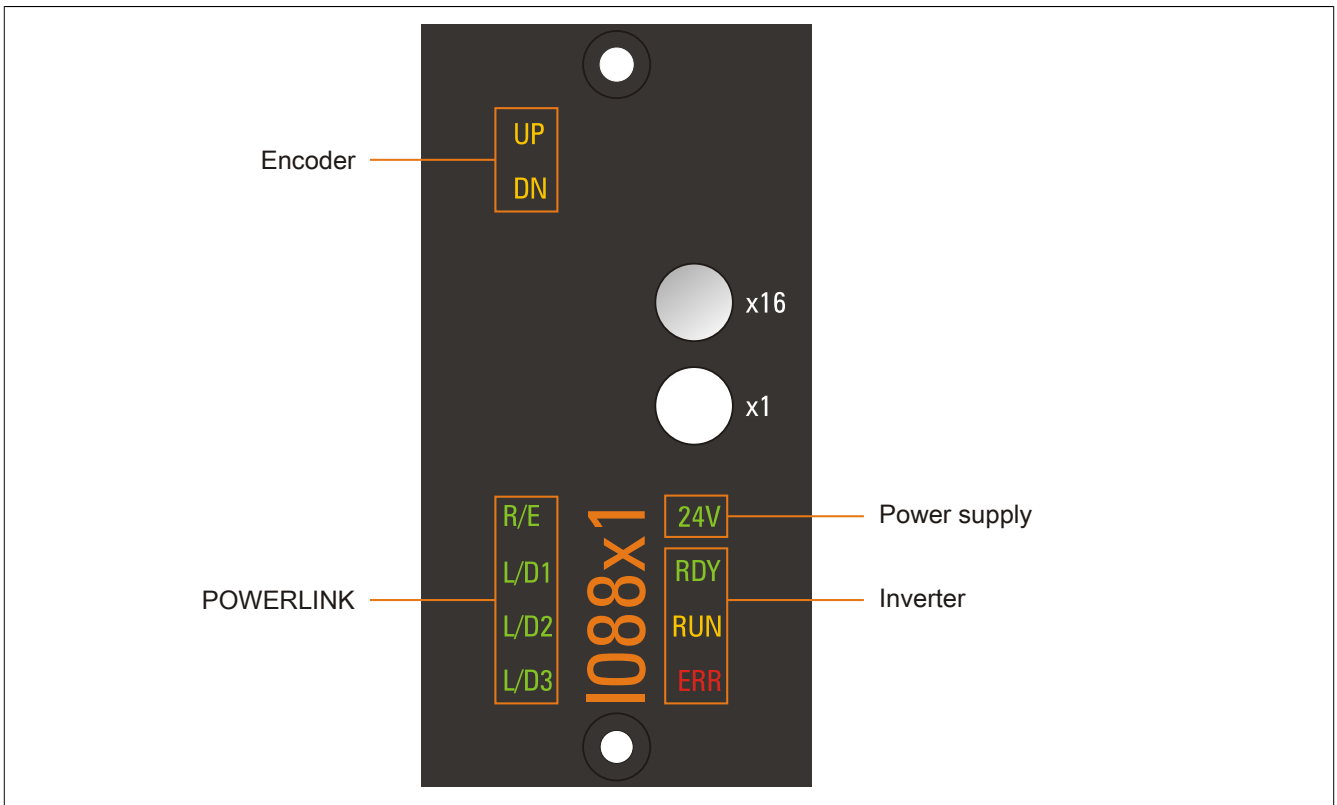 UP
Encoder
DN
x16
x1
R/E
24V
Power supply
L/D1
RDY
POWERLINK
Inverter
L/D2
RUN
L/D3
ERR
I088x1